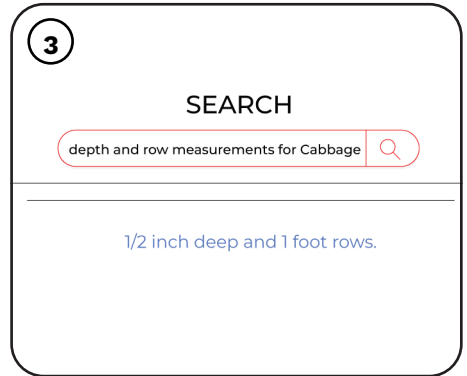 3
SEARCH
depth and row measurements for Cabbage
1/2 inch deep and 1 foot rows.